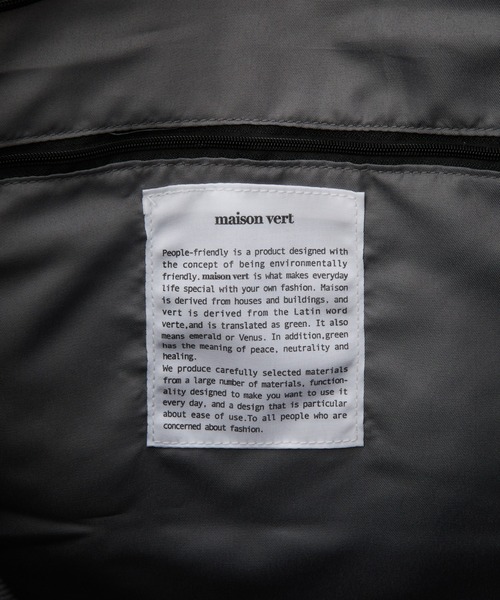 maison vert
People-friendly is a product designed with
the concept of being environmentally
friendly. maison vert is what makes everyday
life special with your own fashion. Maison
is derived from houses and buildings, and
vert is derived from the Latin word
verte,and is translated as green. It also
means emerald or Venus. In addition,green
has the meaning of peace, neutrality and
healing.
We produce carefully selected materials
from a large number of materials, function-
ality designed to make you want to use it
every day, and a design that is particular
about ease of use.To all people who are
concerned about fashion.